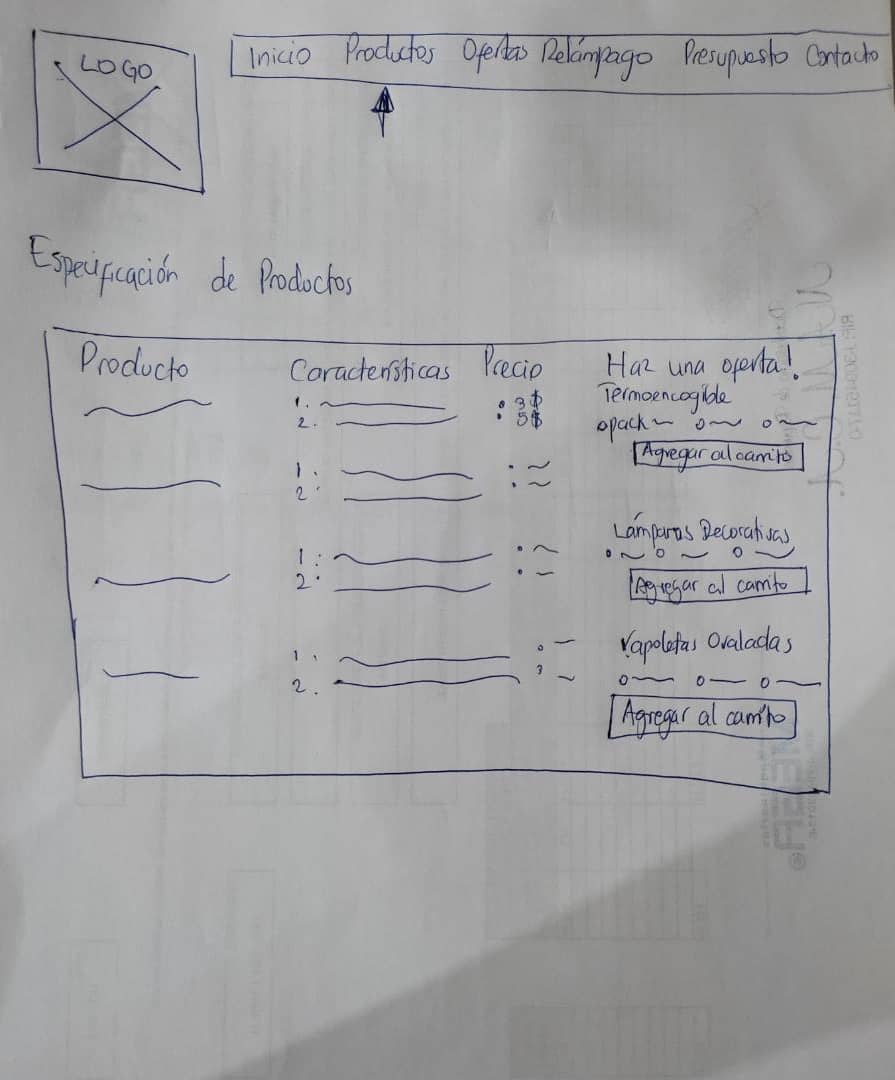 LOGO
Inicio Productos Ofertas Relámpago Presupuesto Contacto
Especificación de Productos
Producto Características Precio Haz una oferta!
Termoencogible
1. 3$
2. 5$
pack
Agregar al carrito
1.
2.
Lámparas Decorativas
1:
2.
Agregar al carrito
Vapoletas Ovaladas
1.
2.
Agregar al carrito